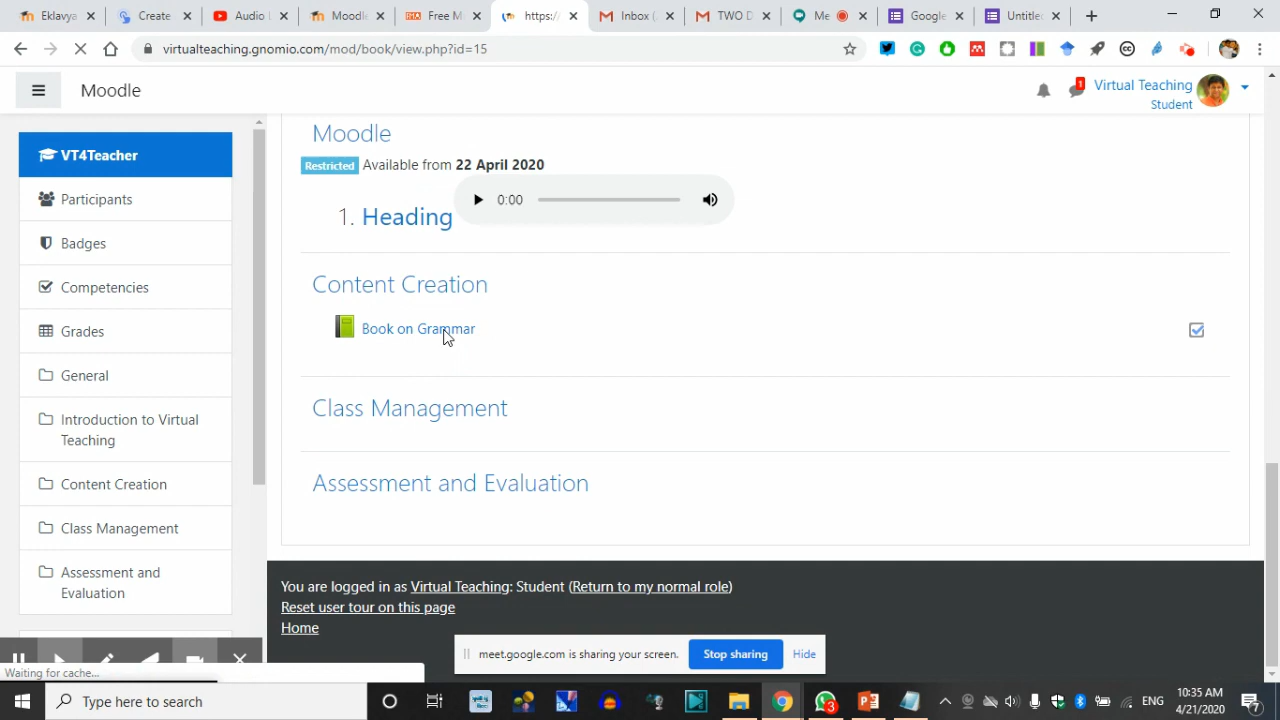 Eklavya
Create
Audio L
Moodl
Free M
https:/
Inbox (
TWO D
Me
Google
Untitle
virtualteaching.gnomio.com/mod/book/view.php?id=15
Moodle
1
Virtual Teaching
Student
VT4Teacher
Participants
Badges
Competencies
Grades
General
Introduction to Virtual
Teaching
Content Creation
Class Management
Assessment and
Evaluation
Moodle
Restricted Available from 22 April 2020
1. Heading
0:00
Content Creation
Book on Grammar
Class Management
Assessment and Evaluation
You are logged in as Virtual Teaching: Student (Return to my normal role)
Reset user tour on this page
Home
meet.google.com is sharing your screen.
Stop sharing
Hide
Waiting for cache...
Type here to search
3
ENG
10:35 AM
4/21/2020
7